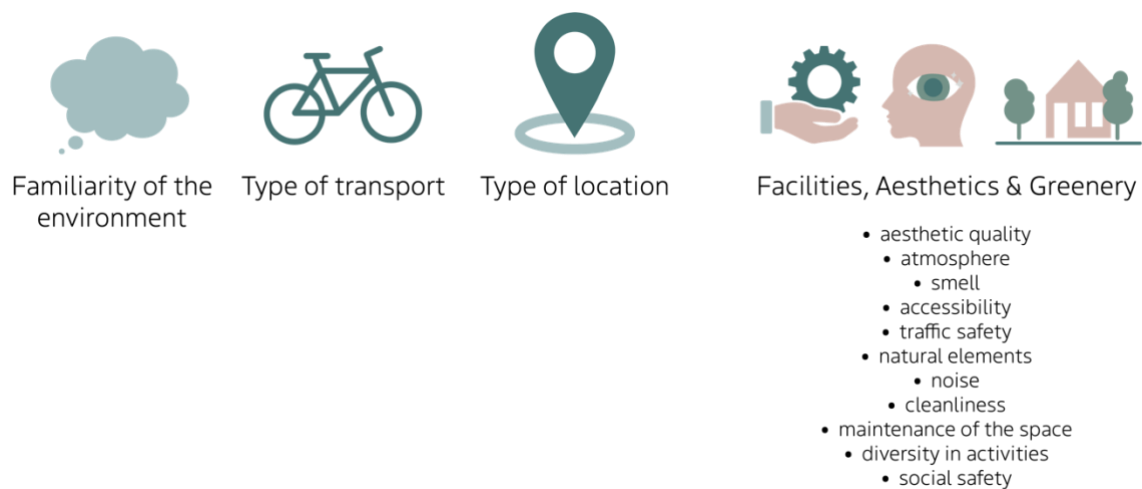 Familiarity of the
environment
Type of transport
Type of location
Facilities, Aesthetics & Greenery
• aesthetic quality
• atmosphere
• smell
• accessibility
• traffic safety
• natural elements
• noise
• cleanliness
• maintenance of the space
• diversity in activities
• social safety